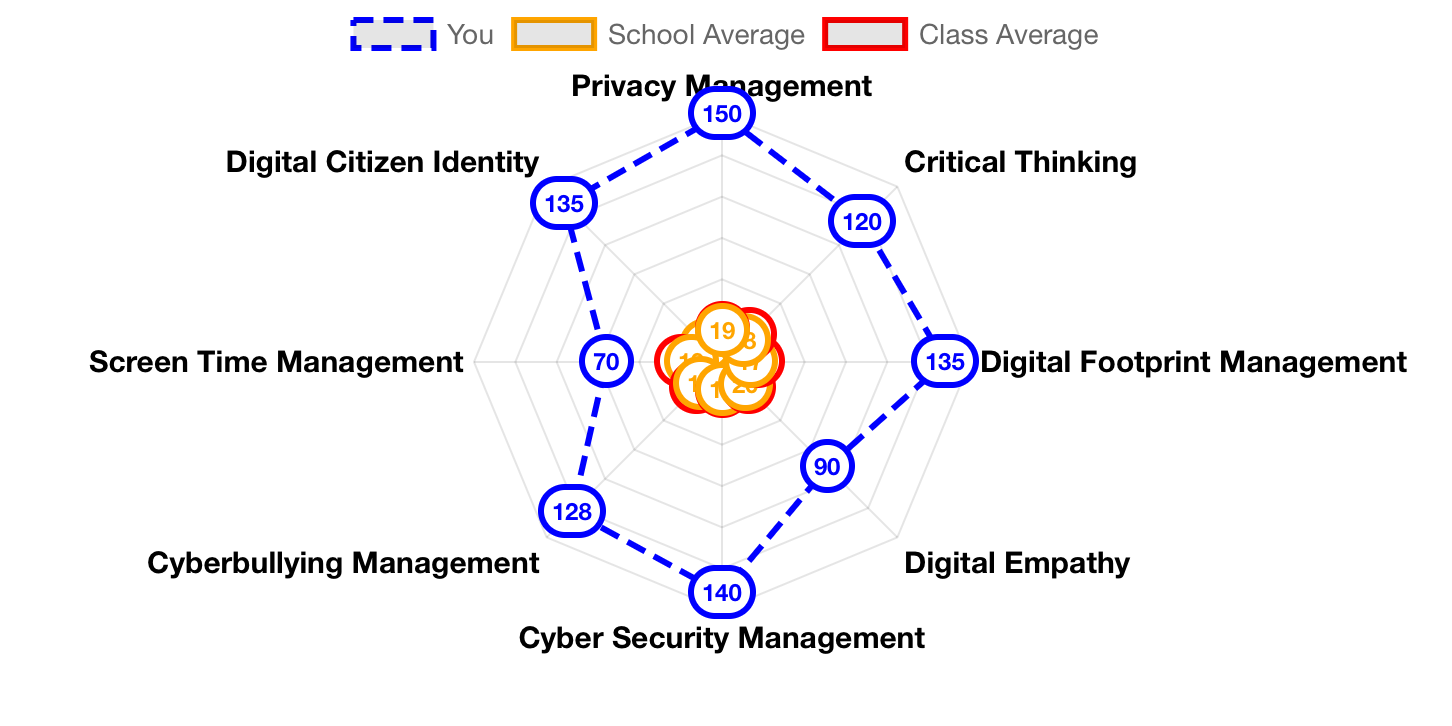 You School Average Class Average
Privacy Management
150
Digital Citizen Identity Critical Thinking
135
120
19
Screen Time Management 70 135 Digital Footprint Management
90
128
Cyberbullying Management Digital Empathy
140
Cyber Security Management